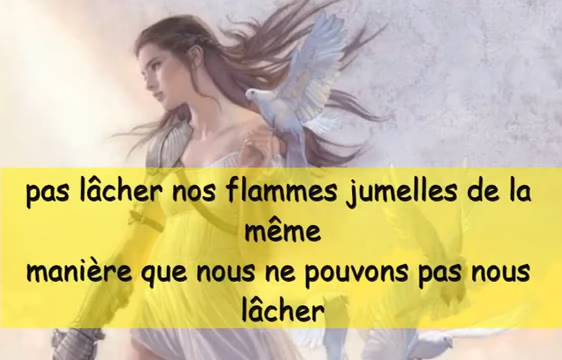 pas lâcher nos flammes jumelles de la
même
manière que nous ne pouvons pas nous
lâcher